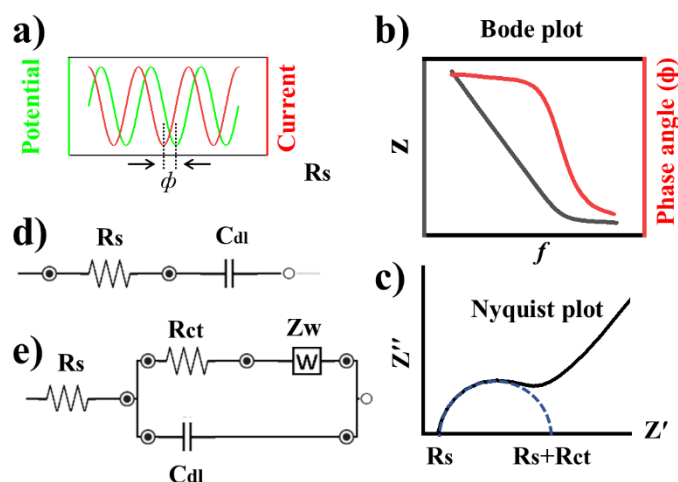 a)
Potential
Current
ϕ
Rs
b)
Bode plot
Z
Phase angle (ϕ)
f
d)
Rs
Cdl
c)
Nyquist plot
Z''
Z'
Rs
Rs+Rct
e)
Rs
Rct
Zw
W
Cdl